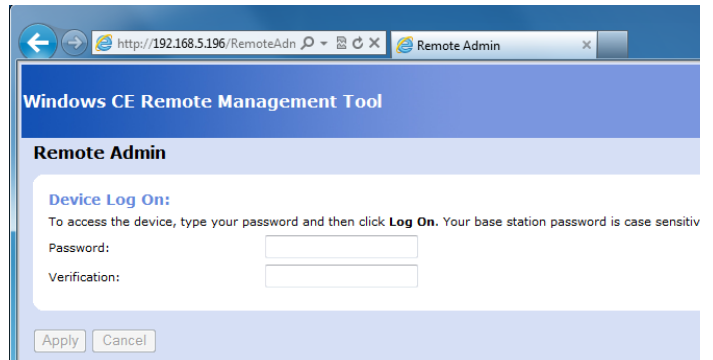 http://192.168.5.196/RemoteAdn
Remote Admin
Windows CE Remote Management Tool
Remote Admin
Device Log On:
To access the device, type your password and then click Log On. Your base station password is case sensitiv
Password:
Verification:
Apply
Cancel